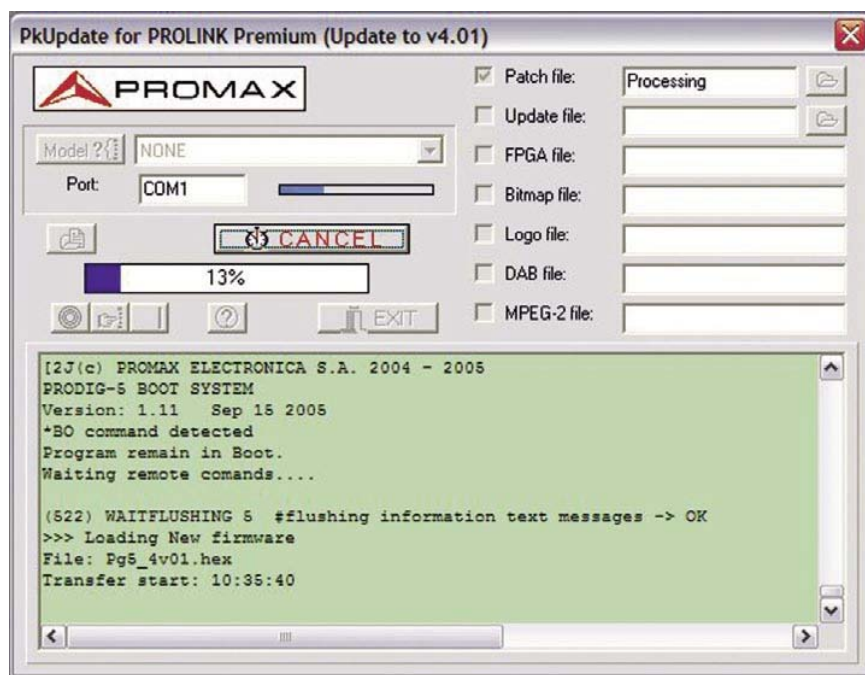 PkUpdate for PROLINK Premium (Update to v4.01)
PROMAX
Model ?
NONE
Port:
COM1
CANCEL
13%
EXIT
Patch file:
Processing
Update file:
FPGA file:
Bitmap file:
Logo file:
DAB file:
MPEG-2 file:
[2J(c) PROMAX ELECTRONICA S.A. 2004 - 2005
PRODIG-5 BOOT SYSTEM
Version: 1.11 Sep 15 2005
*BO command detected
Program remain in Boot.
Waiting remote comands....
(522) WAITFLUSHING 5 #flushing information text messages -> OK
>>> Loading New firmware
File: Pg5_4v01.hex
Transfer start: 10:35:40